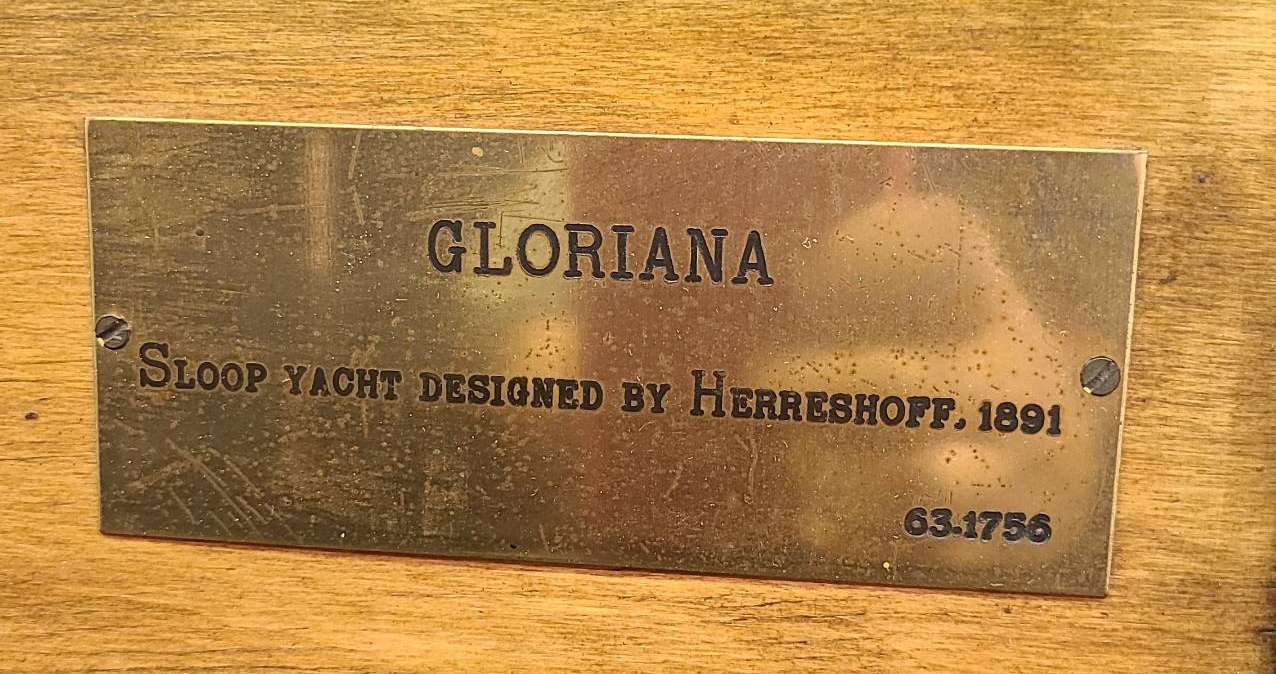 GLORIANA
SLOOP YACHT DESIGNED BY HERRESHOFF, 1891
63.1756